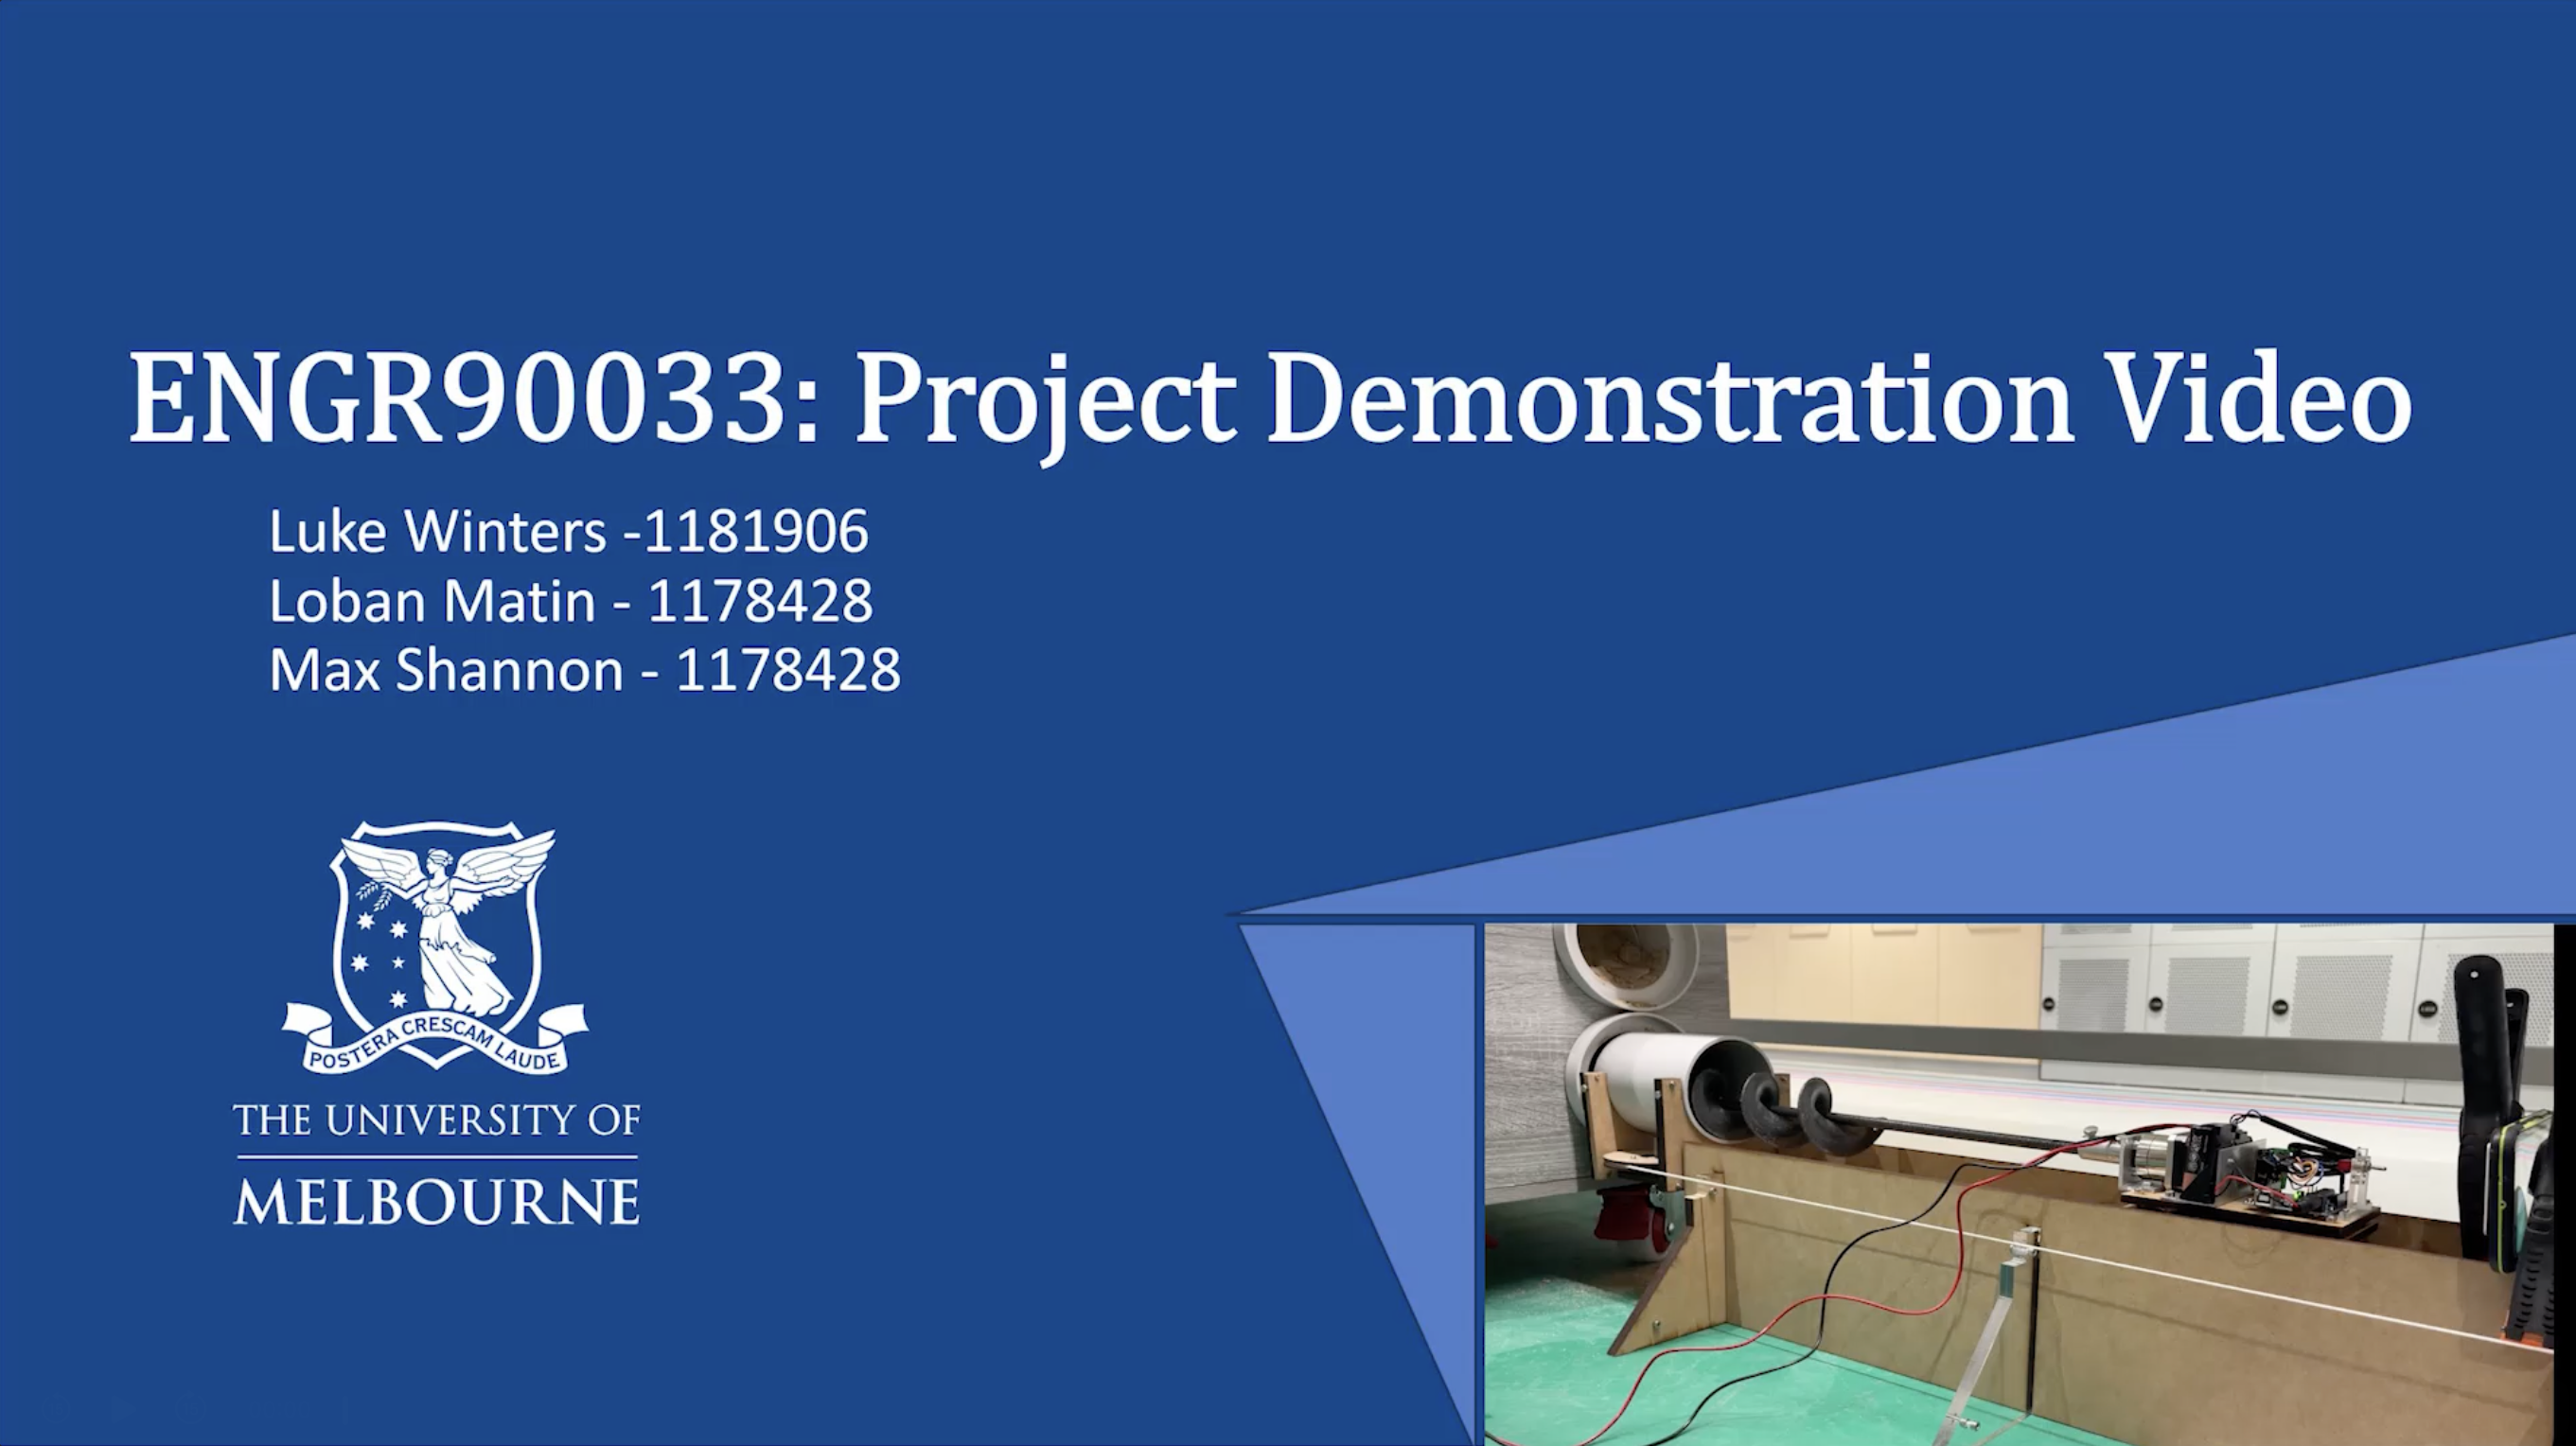 ENGR90033: Project Demonstration Video
Luke Winters -1181906
Loban Matin - 1178428
Max Shannon - 1178428
POSTERA CRESCAM LAUDE
THE UNIVERSITY OF
MELBOURNE